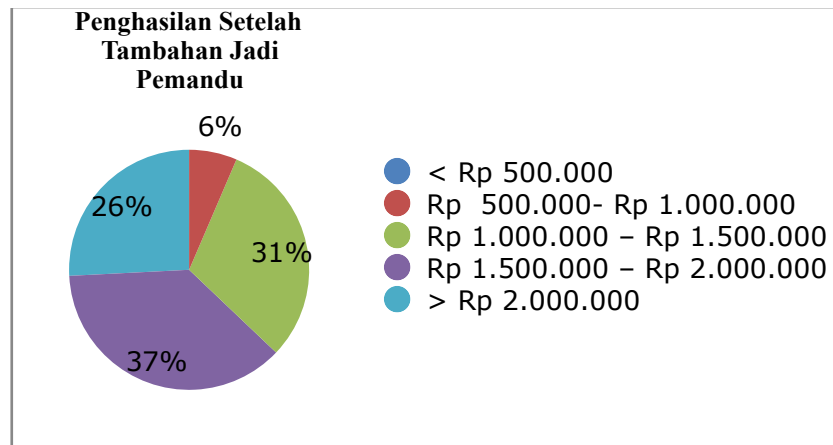 Penghasilan Setelah
Tambahan Jadi
Pemandu
6%
26%
31%
37%
< Rp 500.000
Rp  500.000- Rp 1.000.000
Rp 1.000.000 – Rp 1.500.000
Rp 1.500.000 – Rp 2.000.000
> Rp 2.000.000